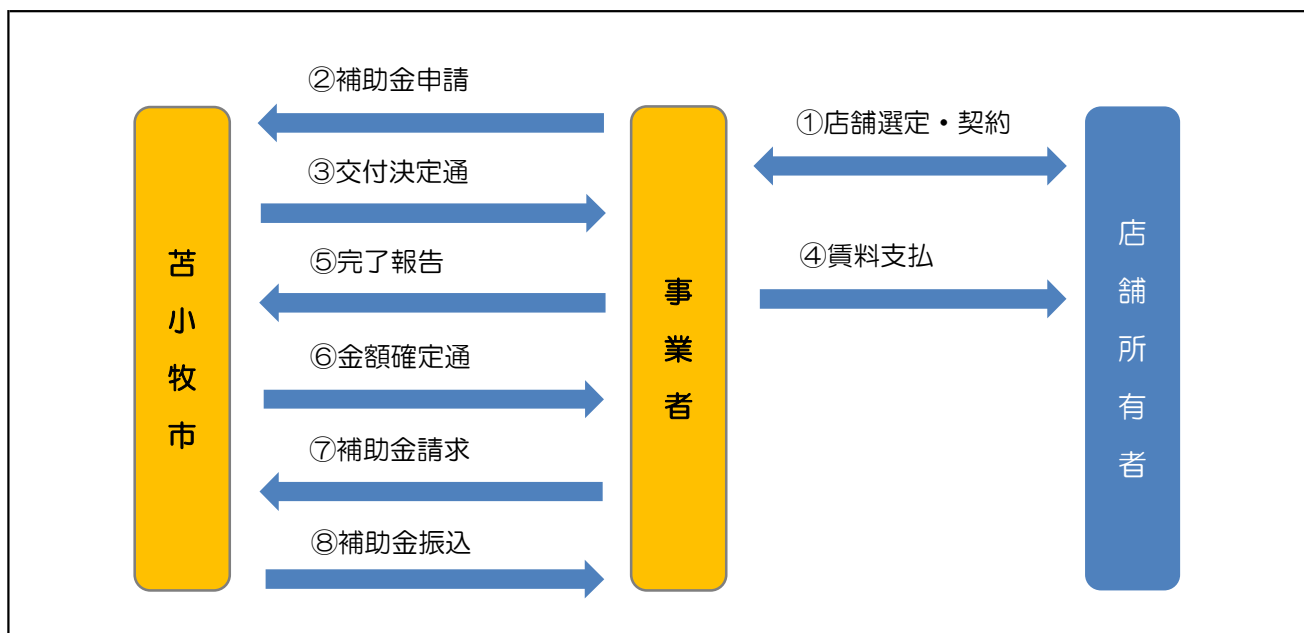 ②補助金申請
①店舗選定・契約
③交付決定通
④賃料支払
⑤完了報告
⑥金額確定通
⑦補助金請求
⑧補助金振込
苫小牧市
事業者
店舗所有者